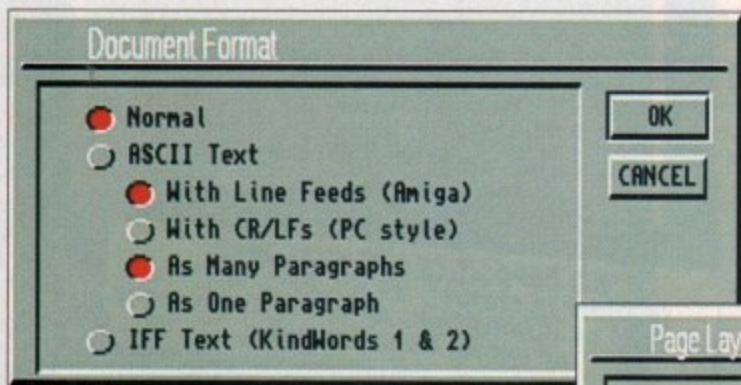 Document Format
Normal
ASCII Text
With Line Feeds (Amiga)
With CR/LFs (PC style)
As Many Paragraphs
As One Paragraph
IFF Text (KindWords 1 & 2)
OK
CANCEL
Page Lay